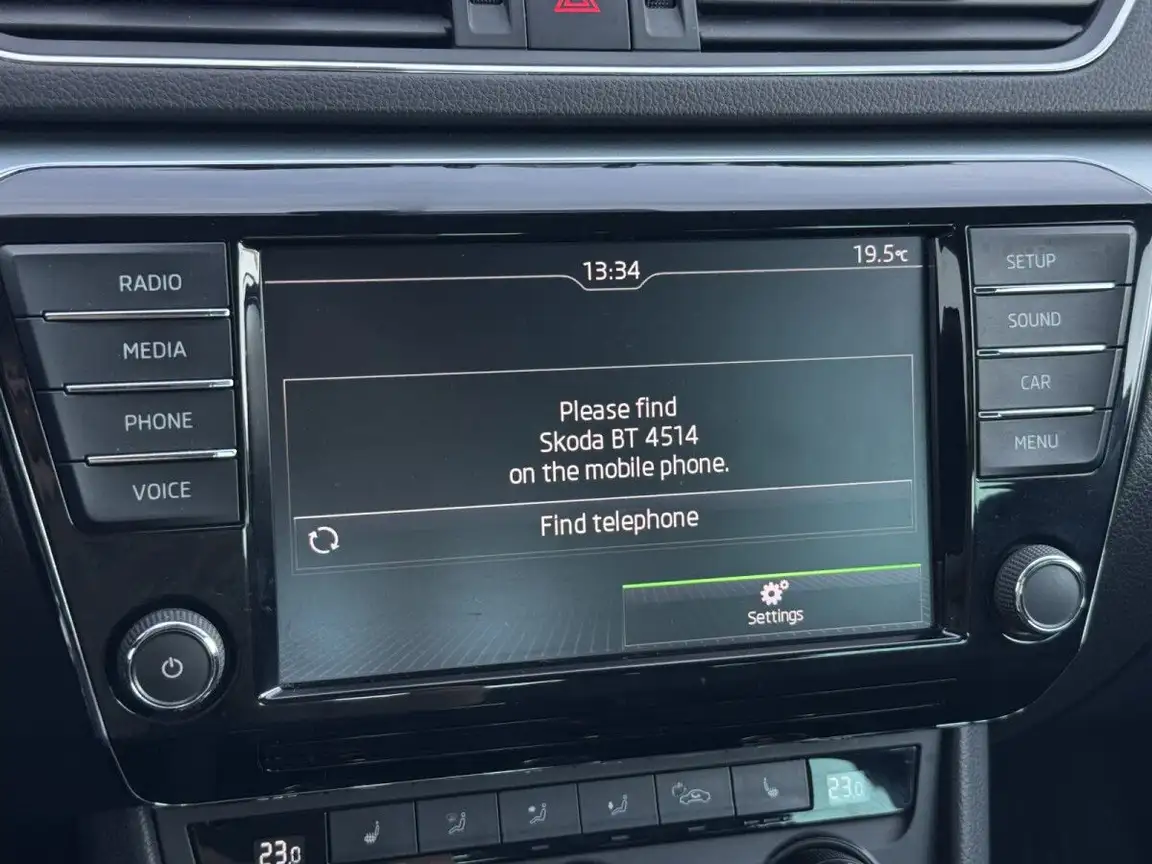 RADIO
MEDIA
PHONE
VOICE
13:34
19.5°C
Please find
Skoda BT 4514
on the mobile phone.
Find telephone
Settings
SETUP
SOUND
CAR
MENU
23.0
23.0